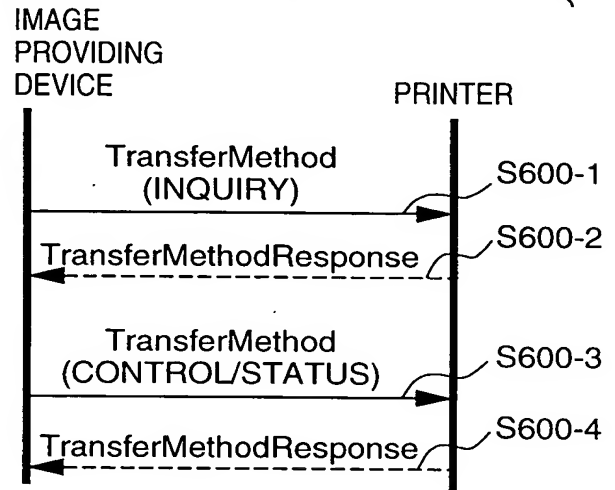 IMAGE
PROVIDING
DEVICE
PRINTER
TransferMethod
(INQUIRY)
S600-1
TransferMethodResponse
S600-2
TransferMethod
(CONTROL/STATUS)
S600-3
TransferMethodResponse
S600-4